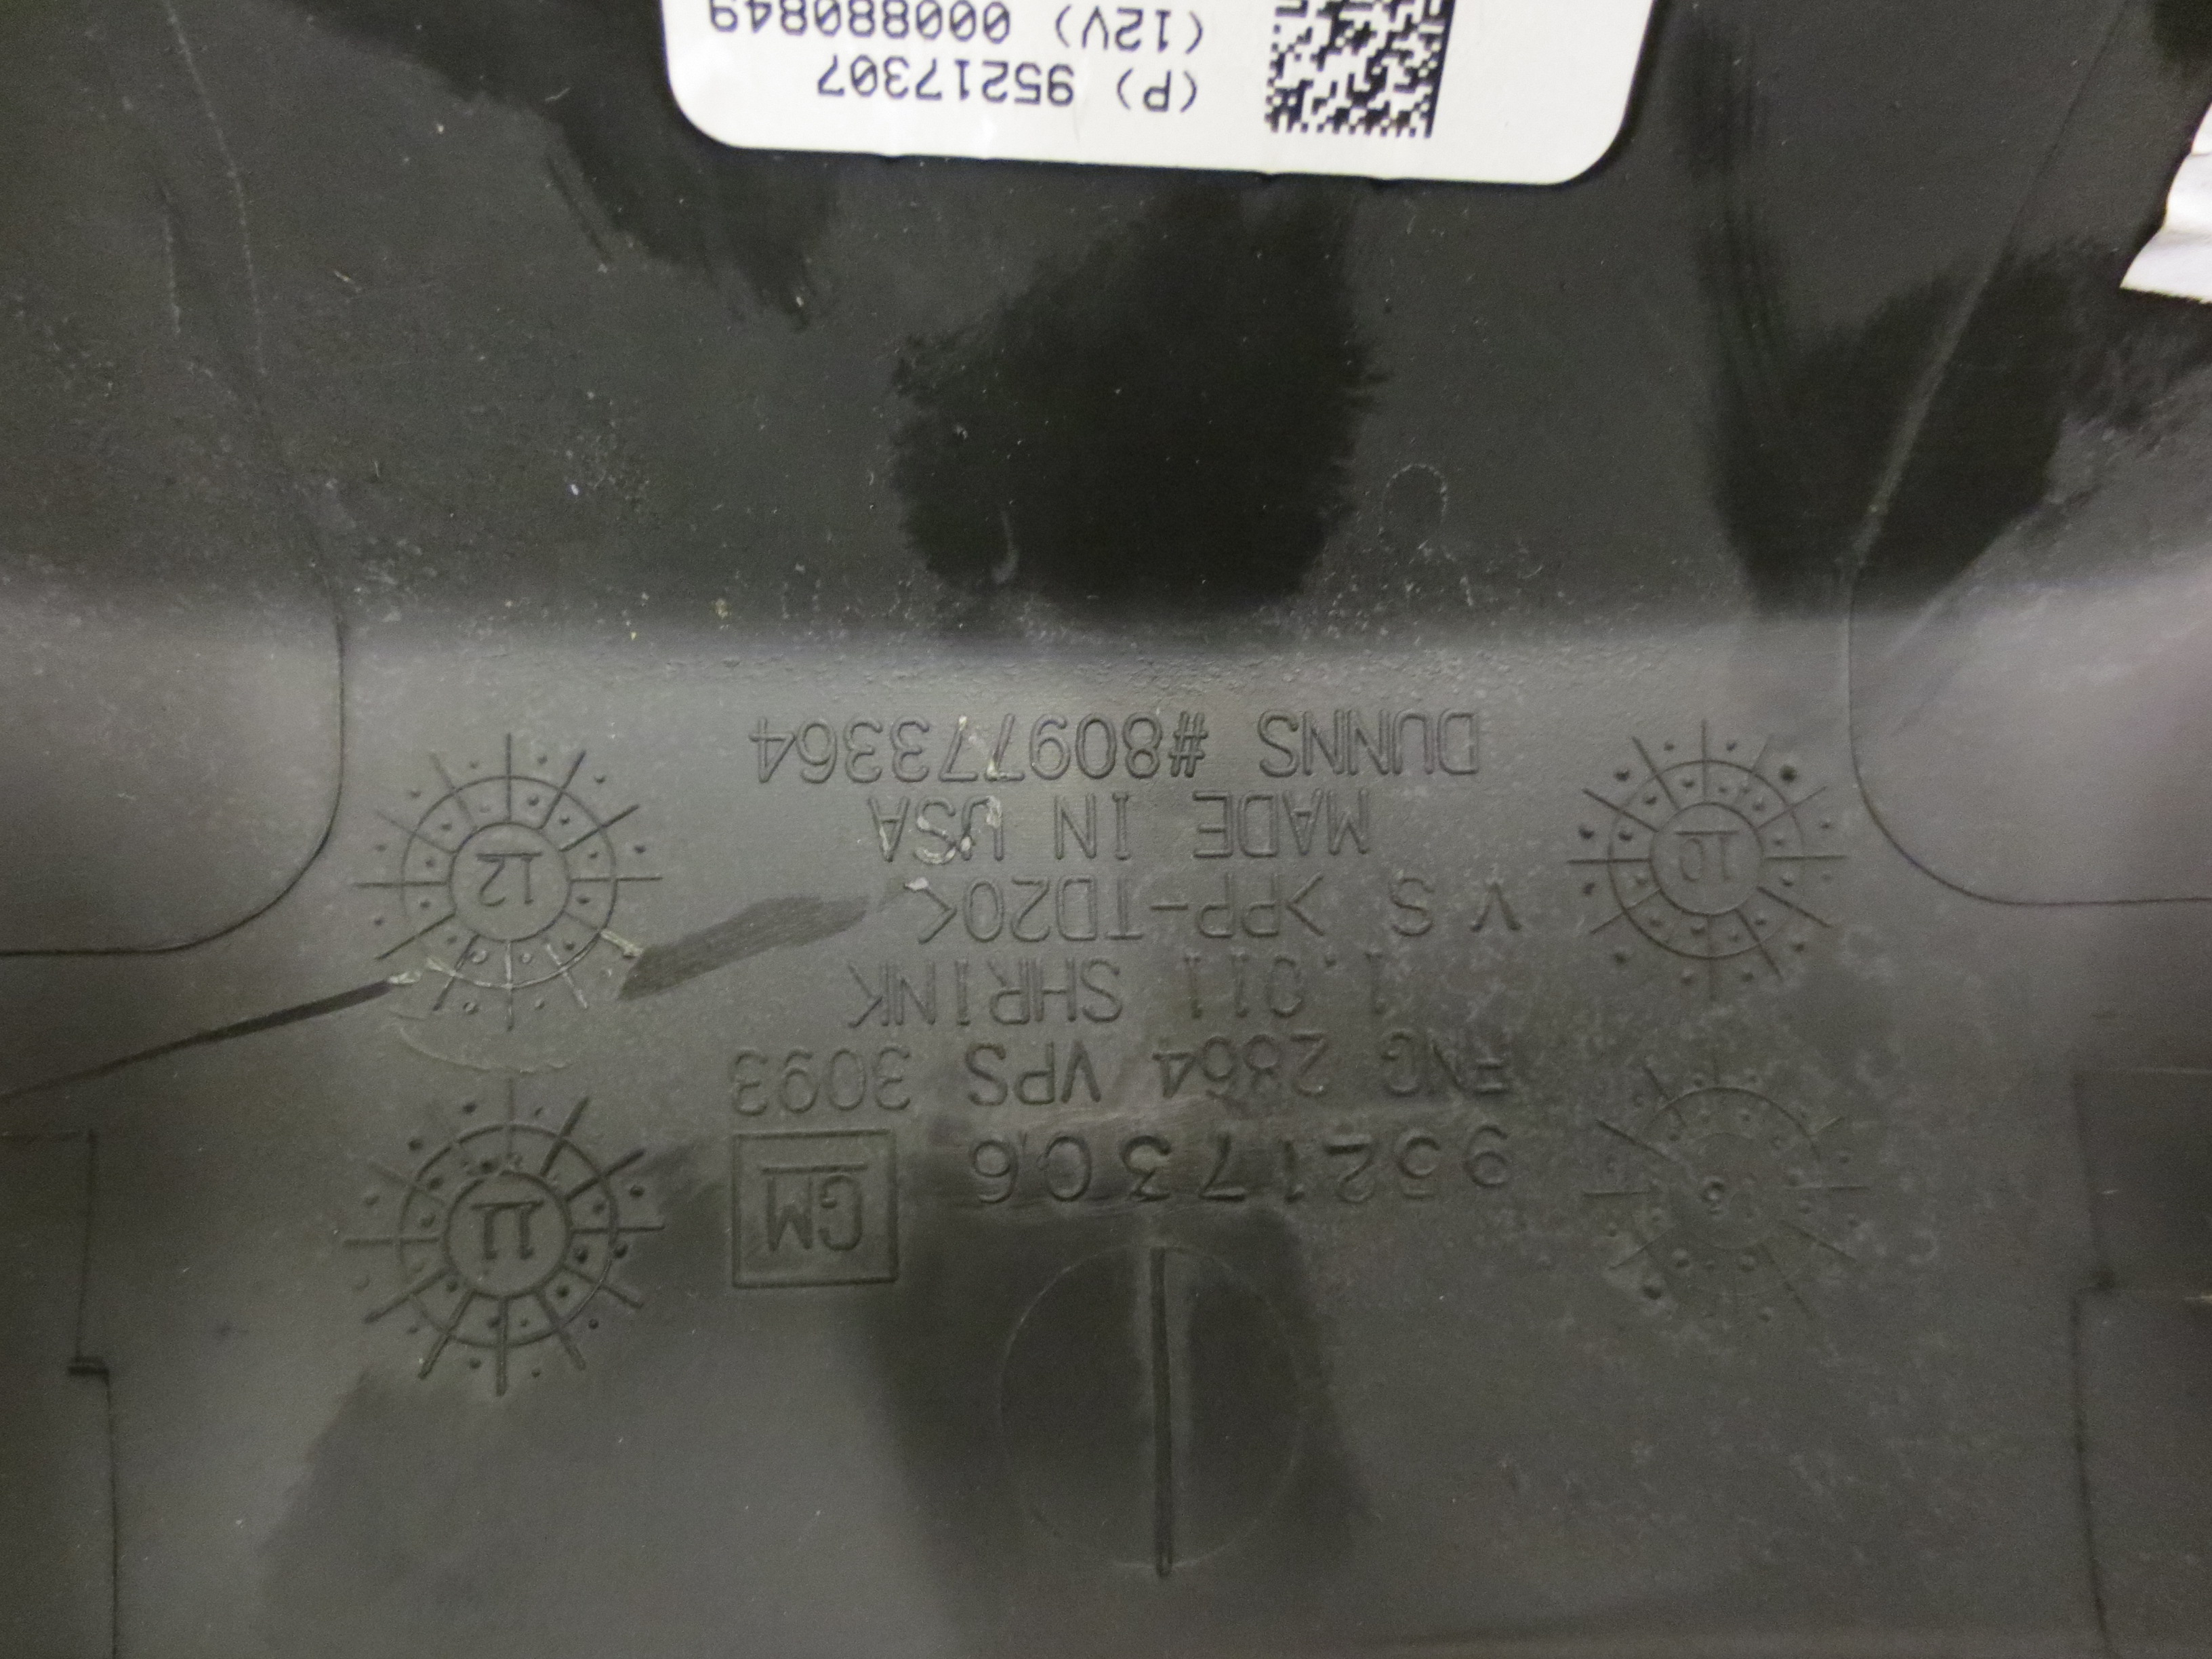 95217306 GM
ENG 2864 VPS 3093
1.011 SHRINK
V S >PP-TD20<
MADE IN USA
DUNNS #809773364
11
10
12
(P) 95217307
(12V) 000880849